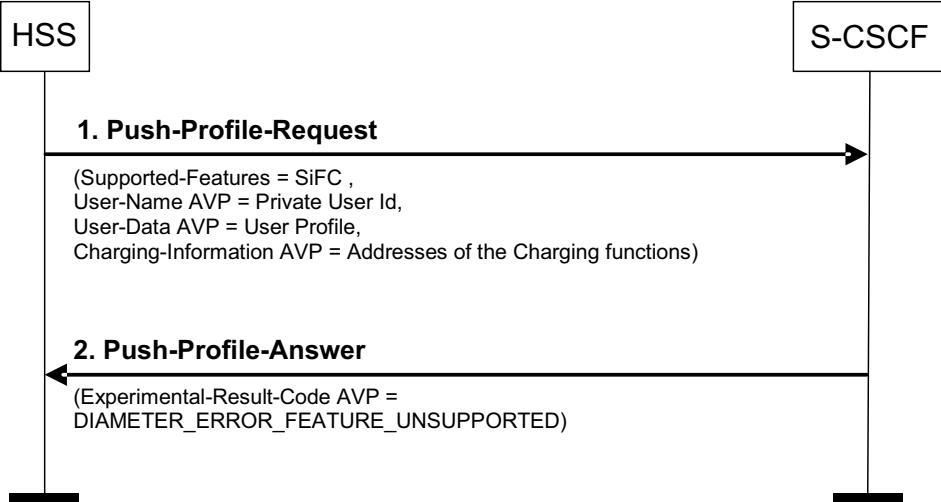 HSS
S-CSCF
1. Push-Profile-Request
(Supported-Features = SiFC ,
User-Name AVP = Private User Id,
User-Data AVP = User Profile,
Charging-Information AVP = Addresses of the Charging functions)
2. Push-Profile-Answer
(Experimental-Result-Code AVP =
DIAMETER_ERROR_FEATURE_UNSUPPORTED)